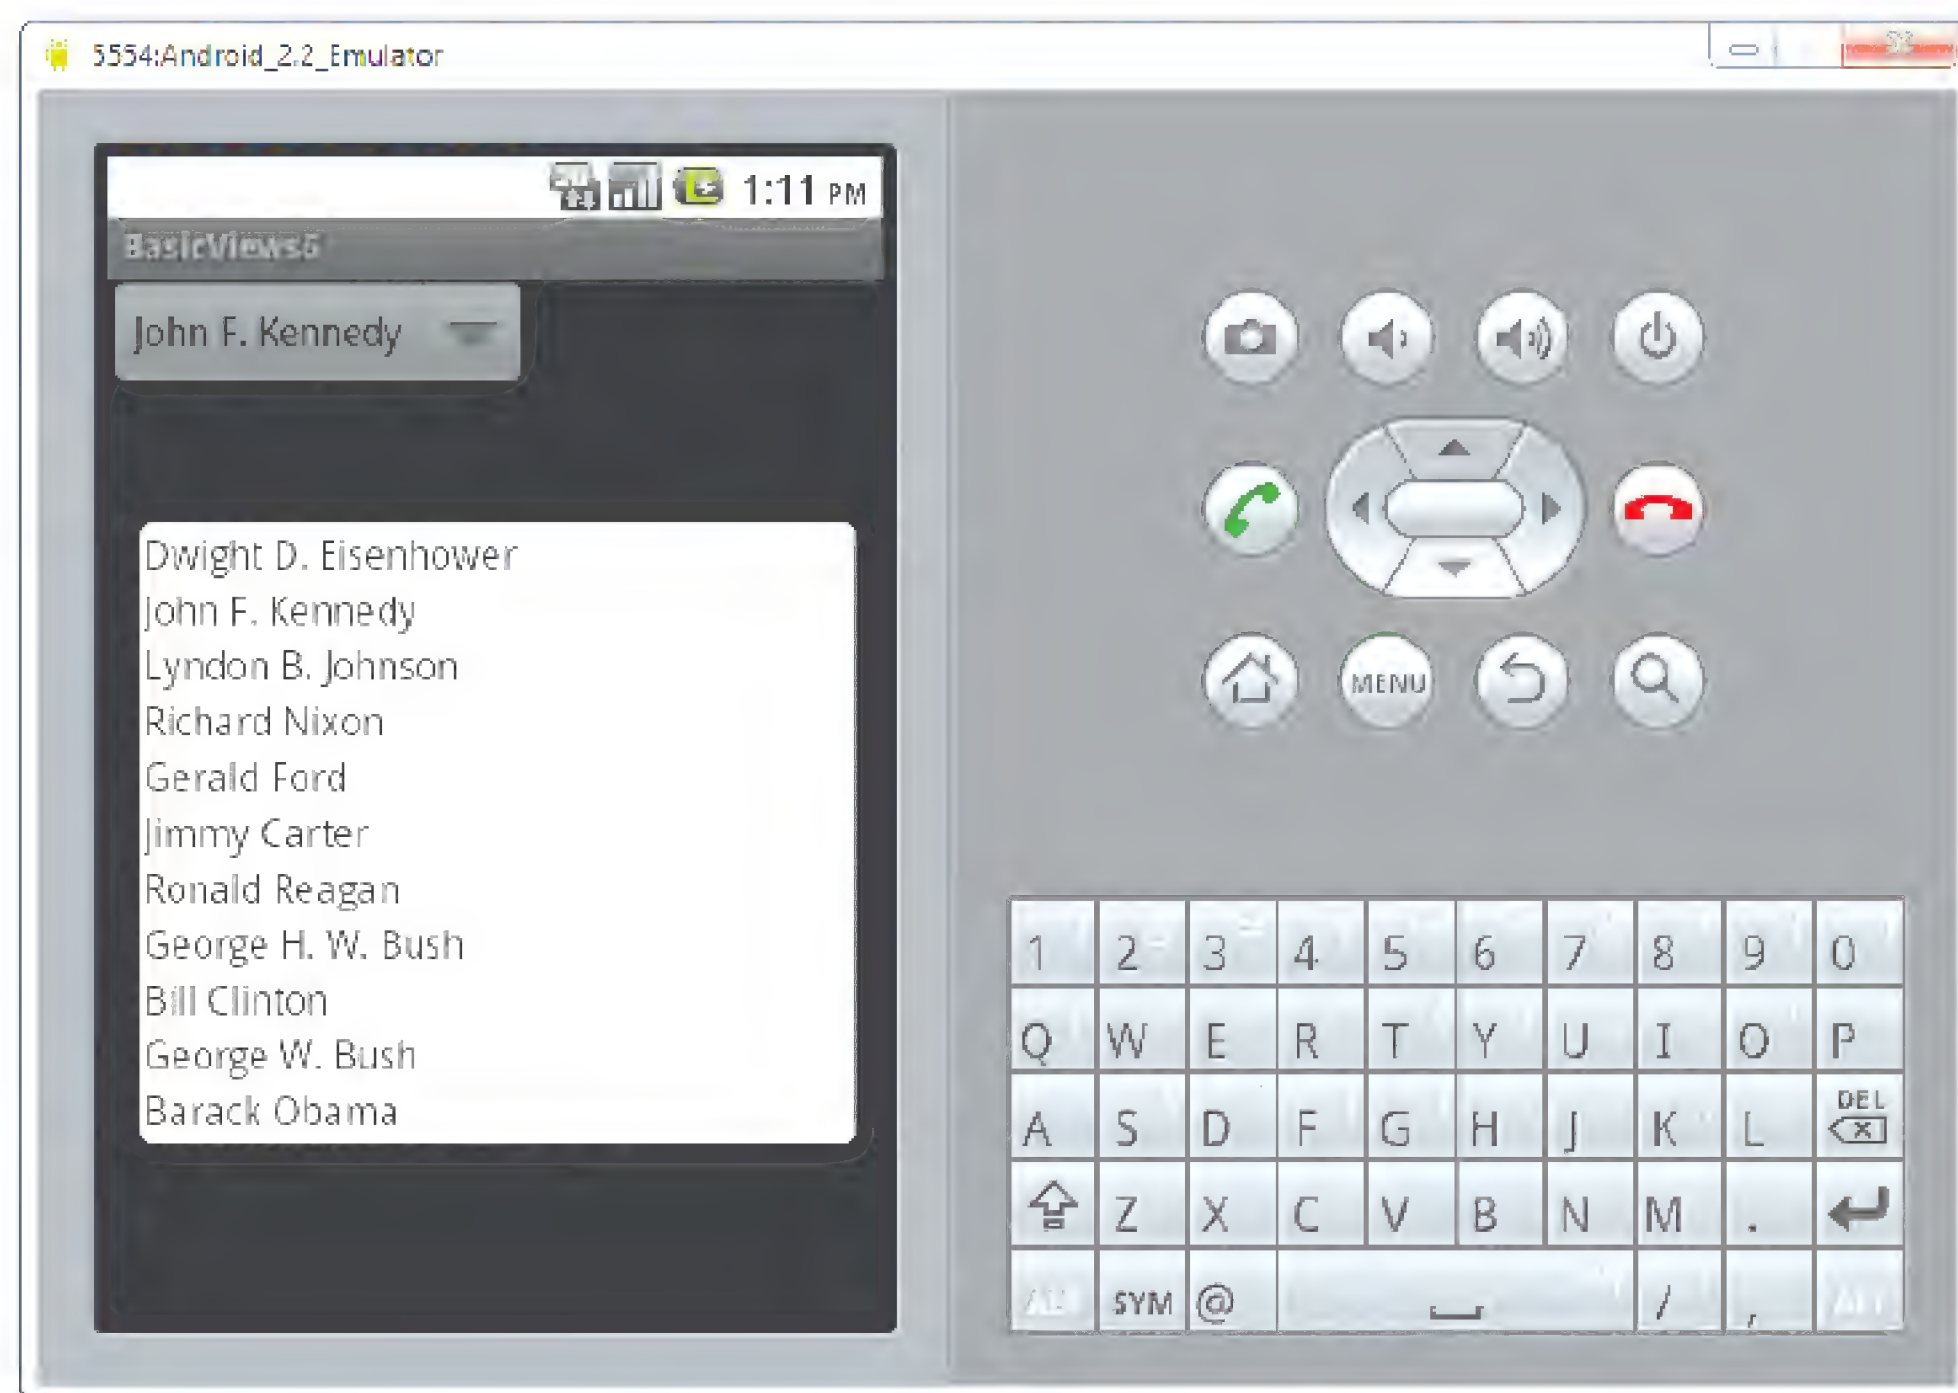 5554:Android_2.2_Emulator
1:11 PM
BasicViews5
John F. Kennedy
Dwight D. Eisenhower
John F. Kennedy
Lyndon B. Johnson
Richard Nixon
Gerald Ford
Jimmy Carter
Ronald Reagan
George H. W. Bush
Bill Clinton
George W. Bush
Barack Obama
MENU
1 2 3 4 5 6 7 8 9 0
Q W E R T Y U I O P
A S D F G H J K L DEL
Z X C V B N M .
SYM @ / ,